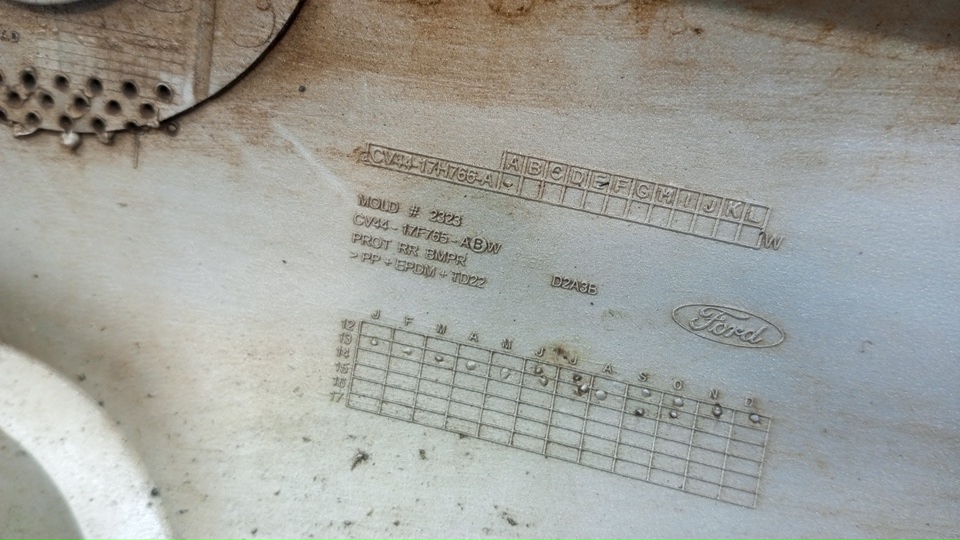 CV44-17H766-A
A B C D E F G H I J K L
W
MOLD # 2323
CV44 - 17F765 - ABW
PROT RR BMPR
> PP + EPDM + TD22
D2A3B
Ford
J F M A M J J A S O N D
12
13
14
15
16
17